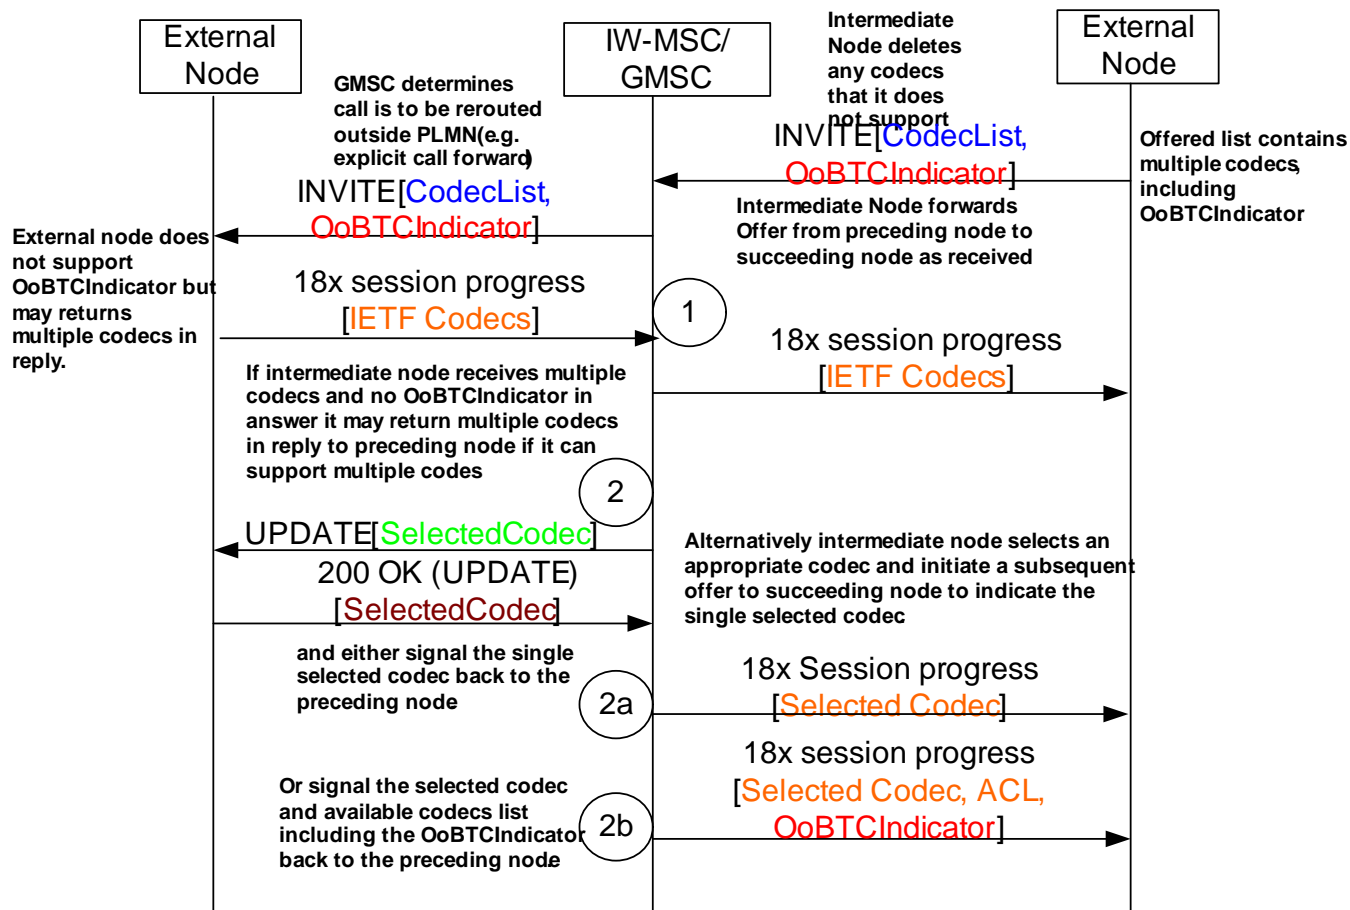 External
Node
IW-MSC/
GMSC
External
Node
Intermediate
Node deletes
any codecs
that it does
not support
GMSC determines
call is to be rerouted
outside PLMN(e.g.
explicit call forward)
INVITE[CodecList,
OoBTCIndicator]
Offered list contains
multiple codecs,
including
OoBTCIndicator
INVITE[CodecList,
OoBTCIndicator]
Intermediate Node forwards
Offer from preceding node to
succeeding node as received
External node does
not support
OoBTCIndicator but
may returns
multiple codecs in
reply.
18x session progress
[IETF Codecs]
1
18x session progress
[IETF Codecs]
If intermediate node receives multiple
codecs and no OoBTCIndicator in
answer it may return multiple codecs
in reply to preceding node if it can
support multiple codes
2
UPDATE[SelectedCodec]
200 OK (UPDATE)
[SelectedCodec]
Alternatively intermediate node selects an
appropriate codec and initiate a subsequent
offer to succeeding node to indicate the
single selected codec.
and either signal the single
selected codec back to the
preceding node
2a
18x Session progress
[Selected Codec]
Or signal the selected codec
and available codecs list
including the OoBTCIndicator
back to the preceding node.
2b
18x session progress
[Selected Codec, ACL,
OoBTCIndicator]